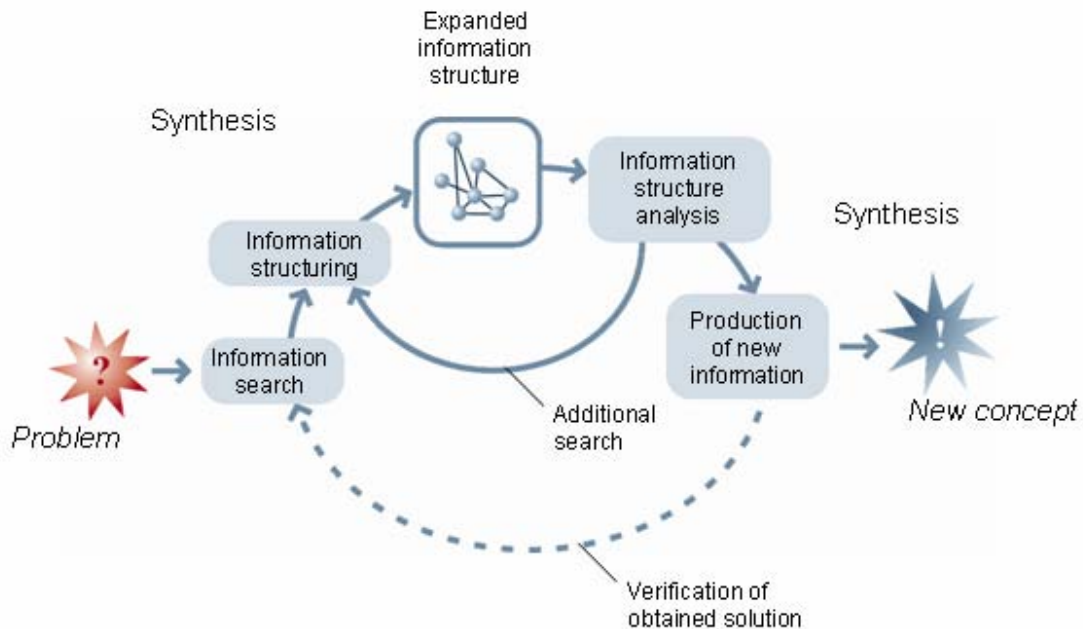 Expanded
information
structure
Synthesis
Information
structure
analysis
Synthesis
Information
structuring
Production
of new
information
!
?
Information
search
New concept
Problem
Additional
search
Verification of
obtained solution